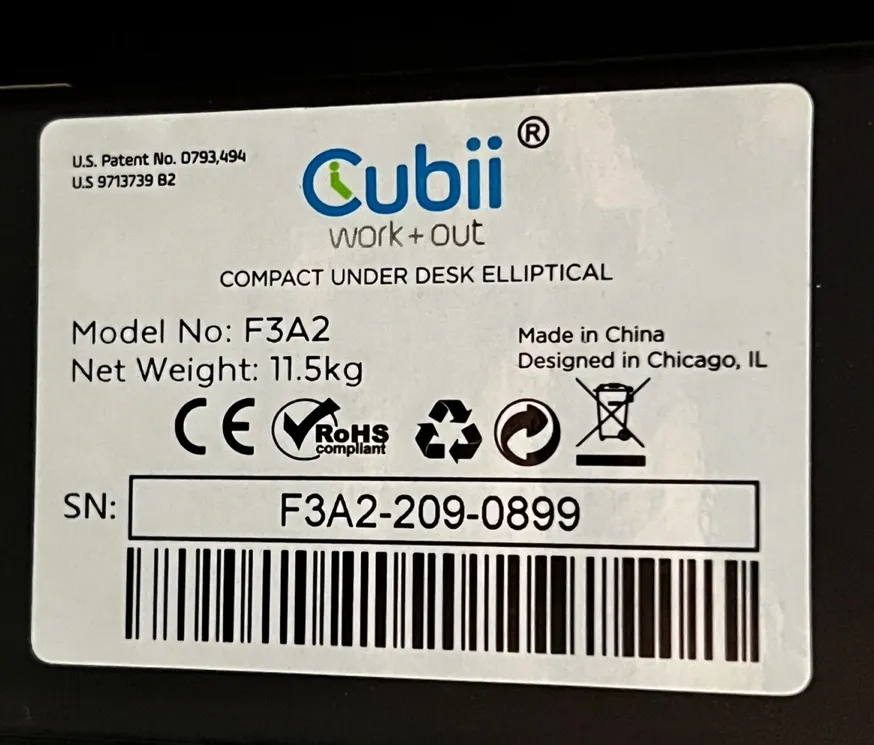 U.S. Patent No. D793,494
U.S 9713739 B2
Cubii®
work+out
COMPACT UNDER DESK ELLIPTICAL
Model No: F3A2
Net Weight: 11.5kg
Made in China
Designed in Chicago, IL
CE
RoHS
compliant
SN: F3A2-209-0899